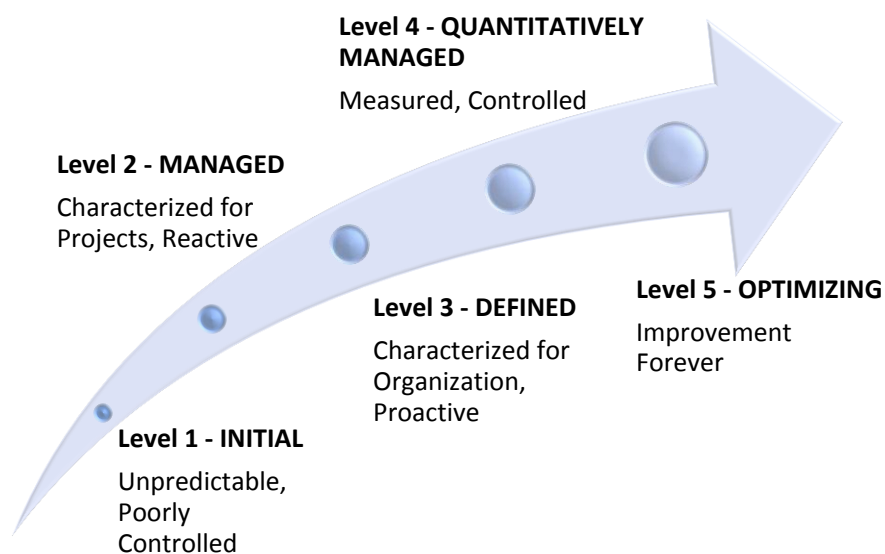 Level 4 - QUANTITATIVELY
MANAGED
Measured, Controlled
Level 2 - MANAGED
Characterized for
Projects, Reactive
Level 3 - DEFINED
Characterized for
Organization,
Proactive
Level 5 - OPTIMIZING
Improvement
Forever
Level 1 - INITIAL
Unpredictable,
Poorly
Controlled